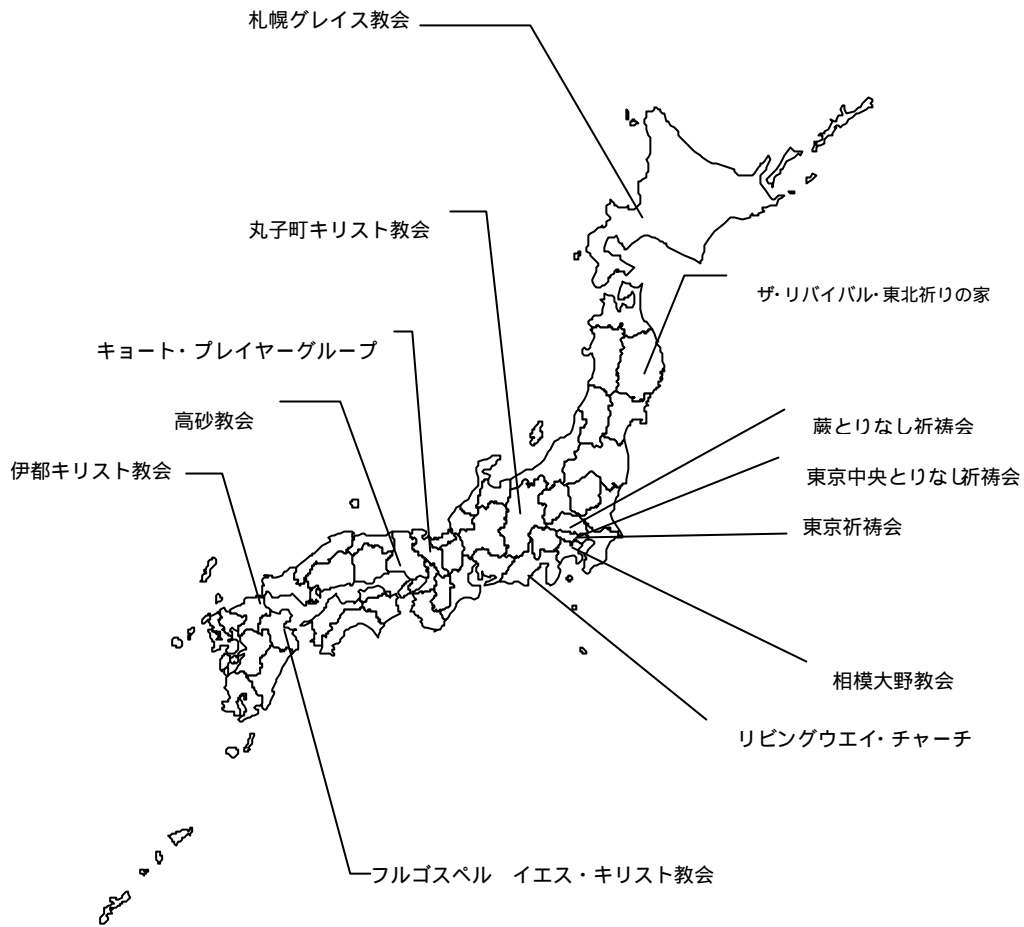 札幌グレイス教会
丸子町キリスト教会
ザ・リバイバル・東北祈りの家
キョート・プレイヤーグループ
高砂教会
蕨とりなし祈祷会
伊都キリスト教会
東京中央とりなし祈祷会
東京祈祷会
相模大野教会
リビングウエイ・チャーチ
フルゴスペル　イエス・キリスト教会